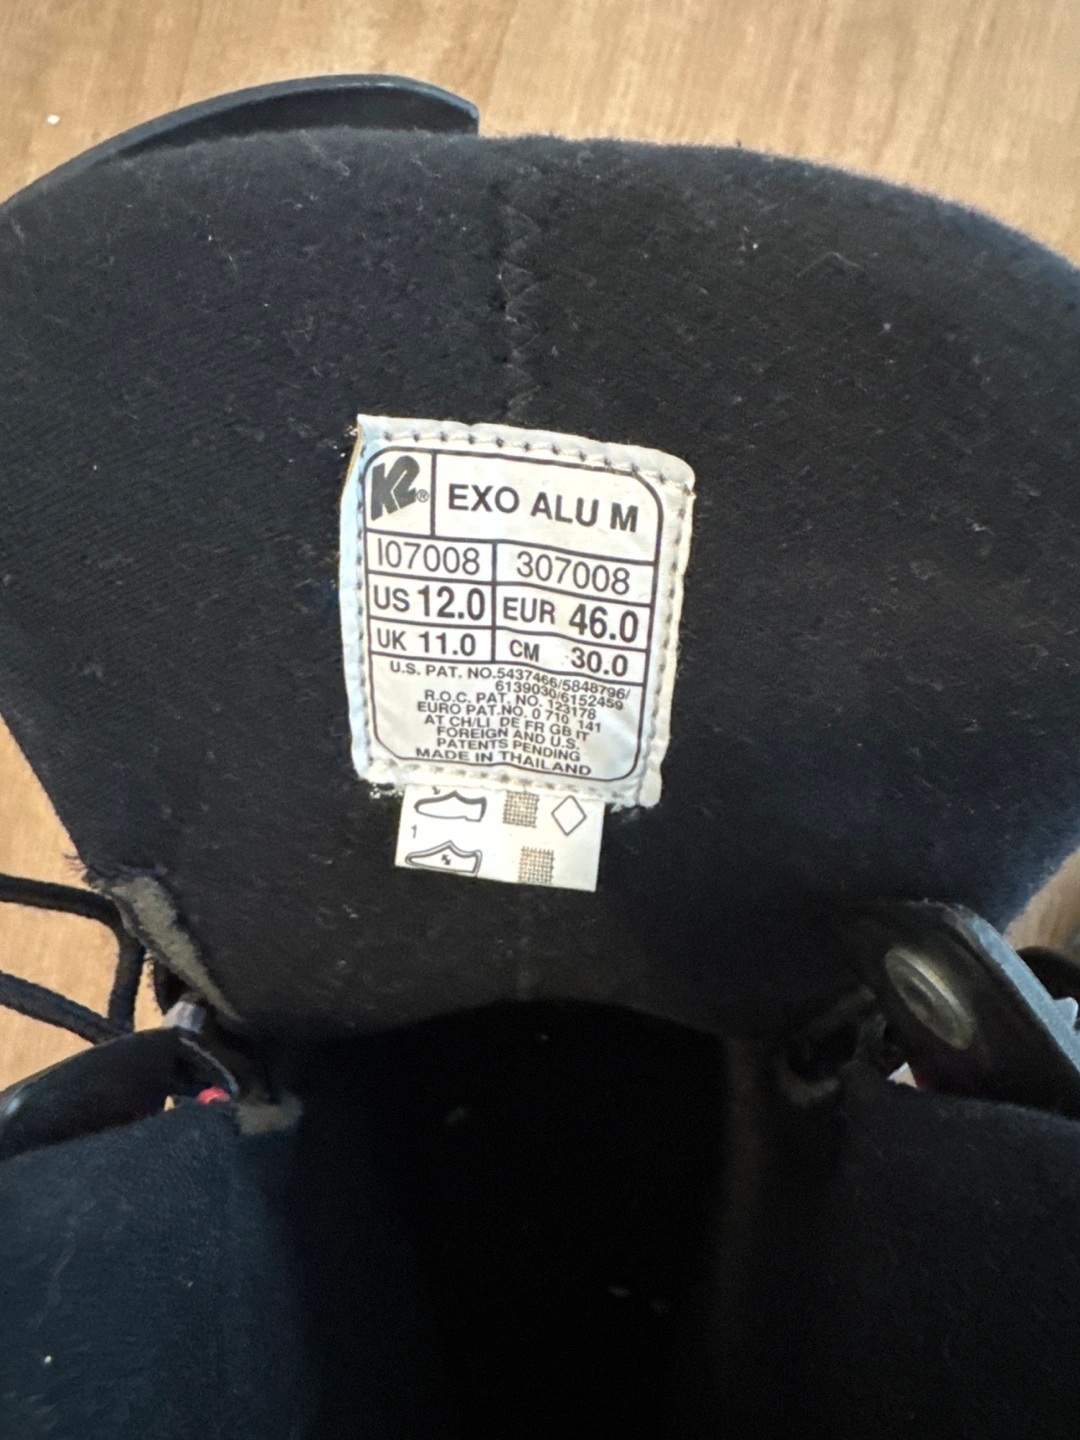 K2® EXO ALU M
I07008 307008
US 12.0 EUR 46.0
UK 11.0 CM 30.0
U.S. PAT. NO.5437466/5848796/
6139030/6152459
R.O.C. PAT. NO. 123178
EURO PAT.NO. 0 710 141
AT CH/LI DE FR GB IT
FOREIGN AND U.S.
PATENTS PENDING
MADE IN THAILAND
1